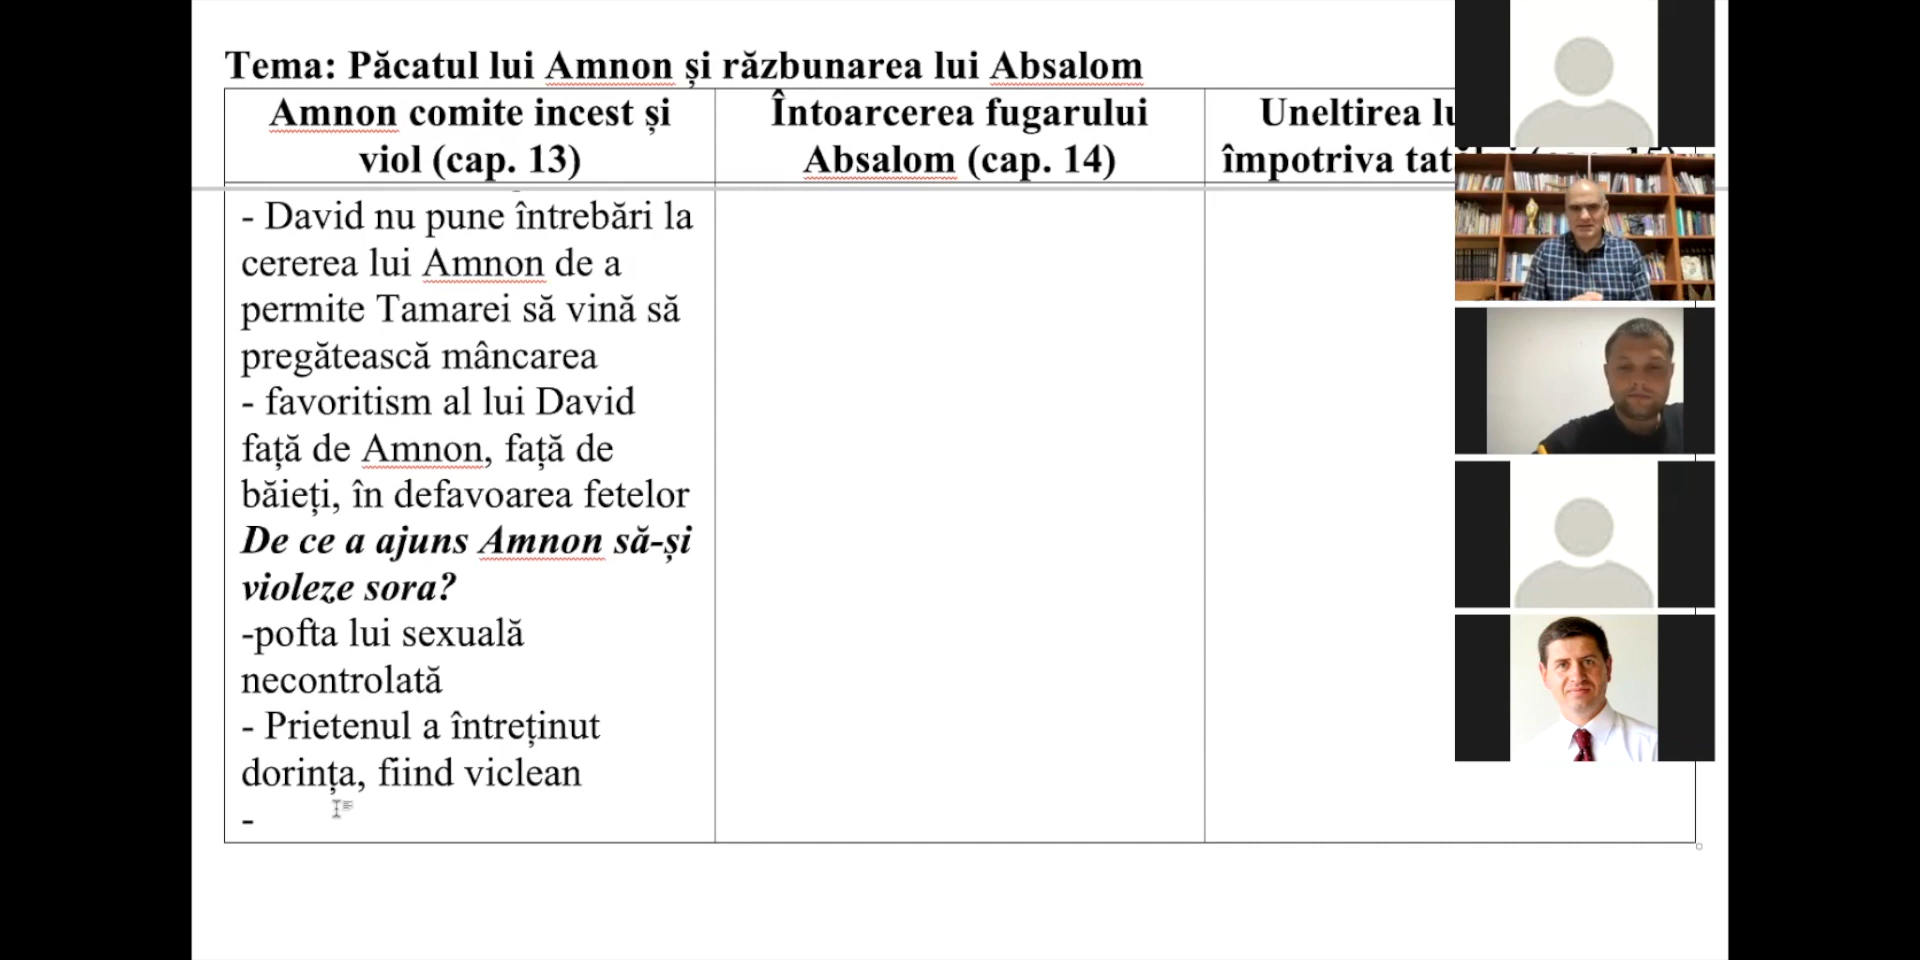 Tema: Păcatul lui Amnon și răzbunarea lui Absalom
Amnon comite incest și
viol (cap. 13)
Întoarcerea fugarului
Absalom (cap. 14)
Uneltirea
împotriva
- David nu pune întrebări la
cererea lui Amnon de a
permite Tamarei să vină să
pregătească mâncarea
- favoritism al lui David
față de Amnon, față de
băieți, în defavoarea fetelor
De ce a ajuns Amnon să-și
violeze sora?
-pofta lui sexuală
necontrolată
- Prietenul a întreținut
dorința, fiind viclean
-